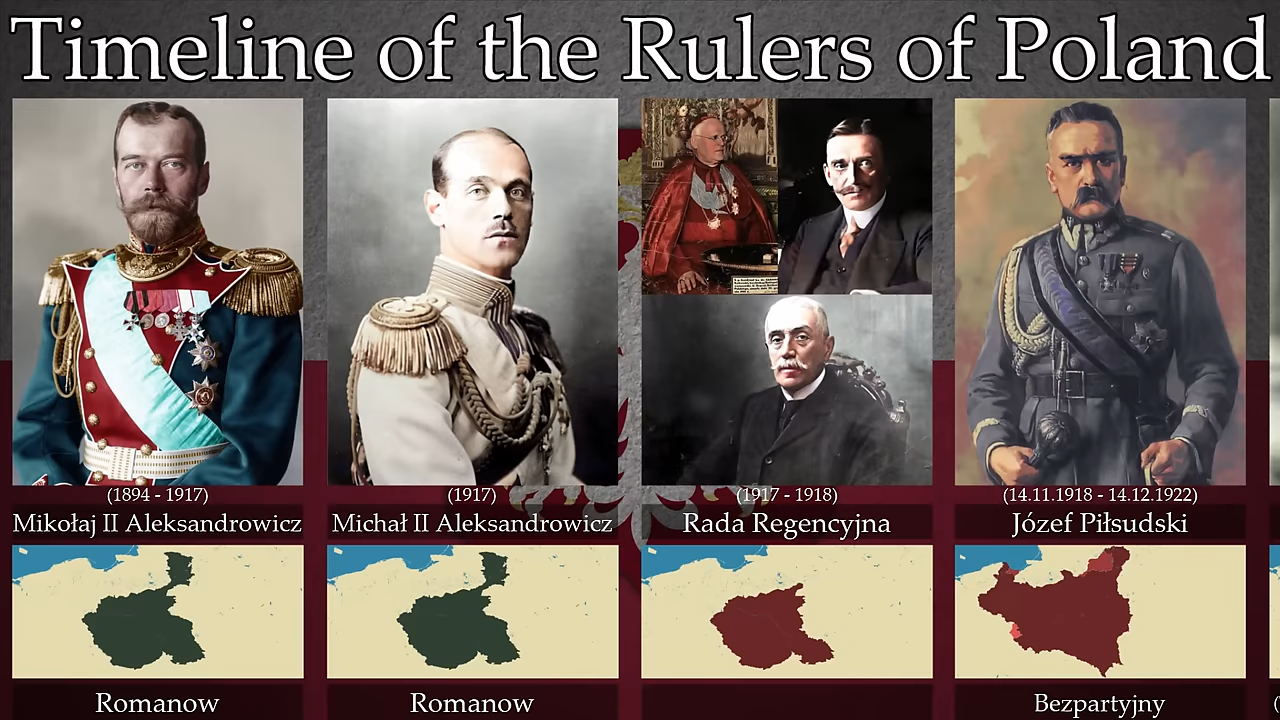 Timeline of the Rulers of Poland
(1894 - 1917)
Mikołaj II Aleksandrowicz
Romanow
(1917)
Michał II Aleksandrowicz
Romanow
(1917 - 1918)
Rada Regencyjna
(14.11.1918 - 14.12.1922)
Józef Piłsudski
Bezpartyjny